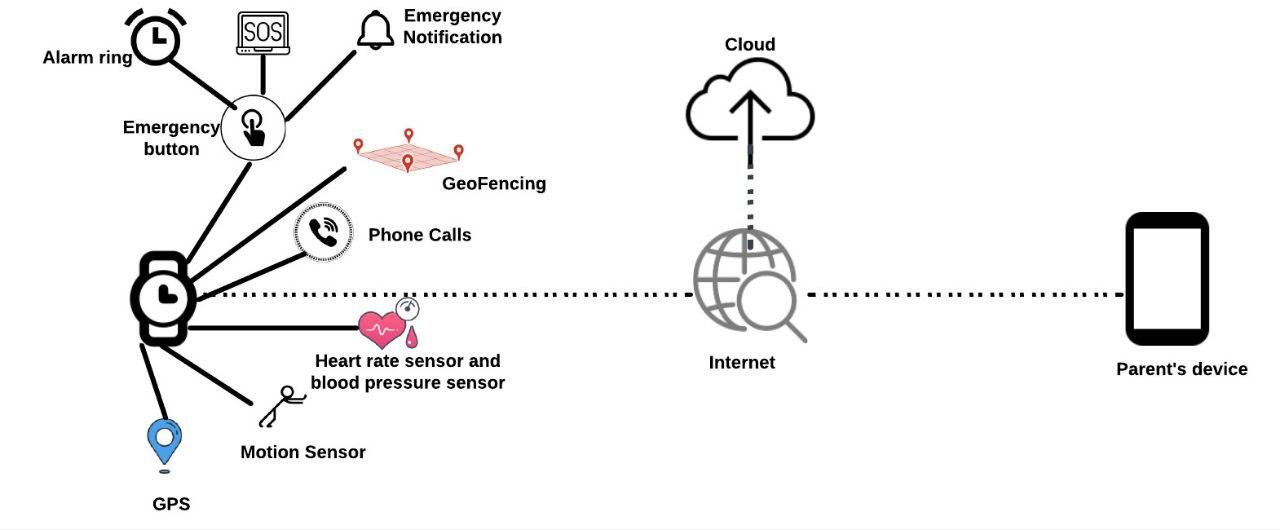 Emergency
Notification
SOS
Alarm ring
Cloud
Emergency
button
GeoFencing
Phone Calls
Heart rate sensor and
blood pressure sensor
Internet
Parent's device
Motion Sensor
GPS